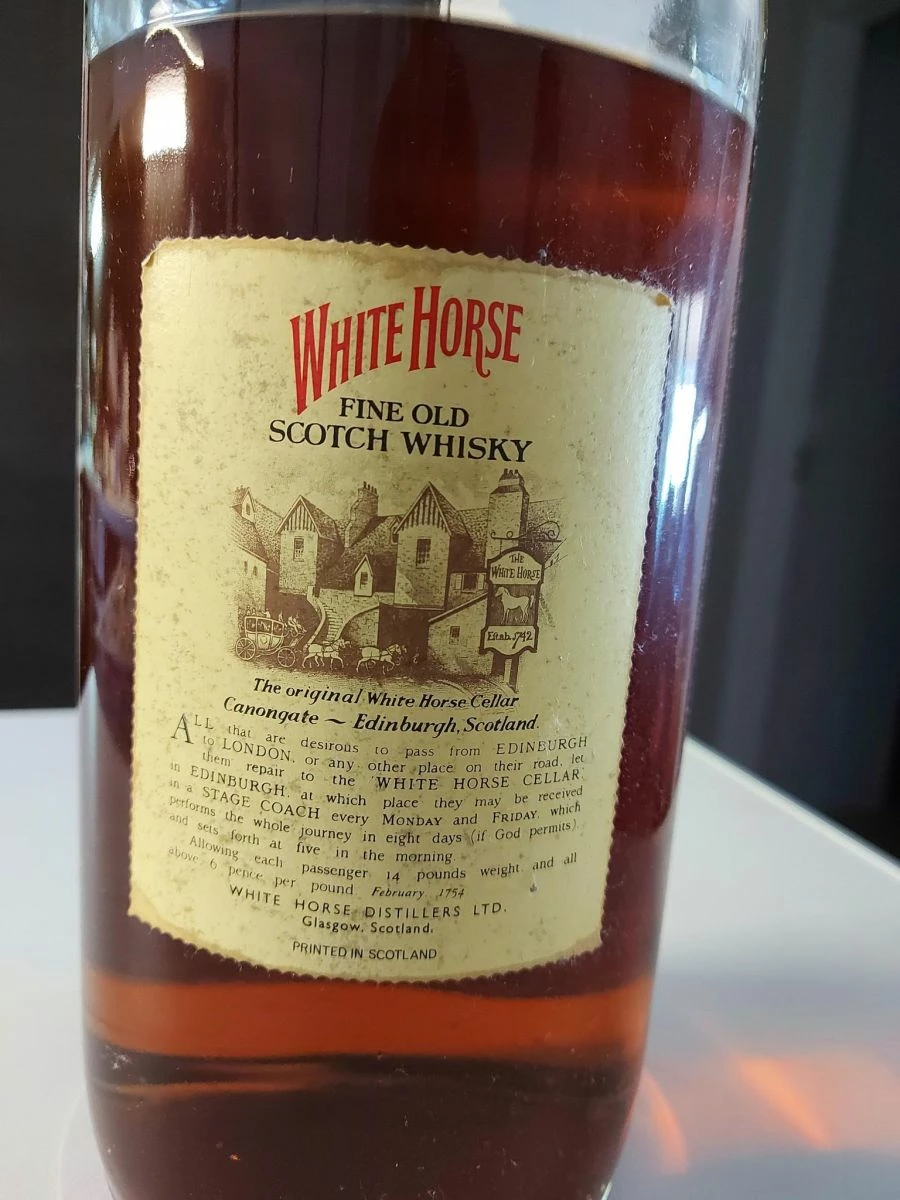 WHITE HORSE
FINE OLD
SCOTCH WHISKY
THE
WHITE HORSE
Estab. 1742
The original White Horse Cellar
Canongate ~ Edinburgh, Scotland.
ALL that are desirous to pass from EDINBURGH
to LONDON, or any other place on their road, let
them repair to the WHITE HORSE CELLAR
in EDINBURGH, at which place they may be received
in a STAGE COACH every MONDAY and FRIDAY, which
performs the whole journey in eight days (if God permits),
and sets forth at five in the morning.
Allowing each passenger 14 pounds weight, and all
above, 6 pence per pound. February, 1754
WHITE HORSE DISTILLERS LTD.
Glasgow, Scotland.
PRINTED IN SCOTLAND